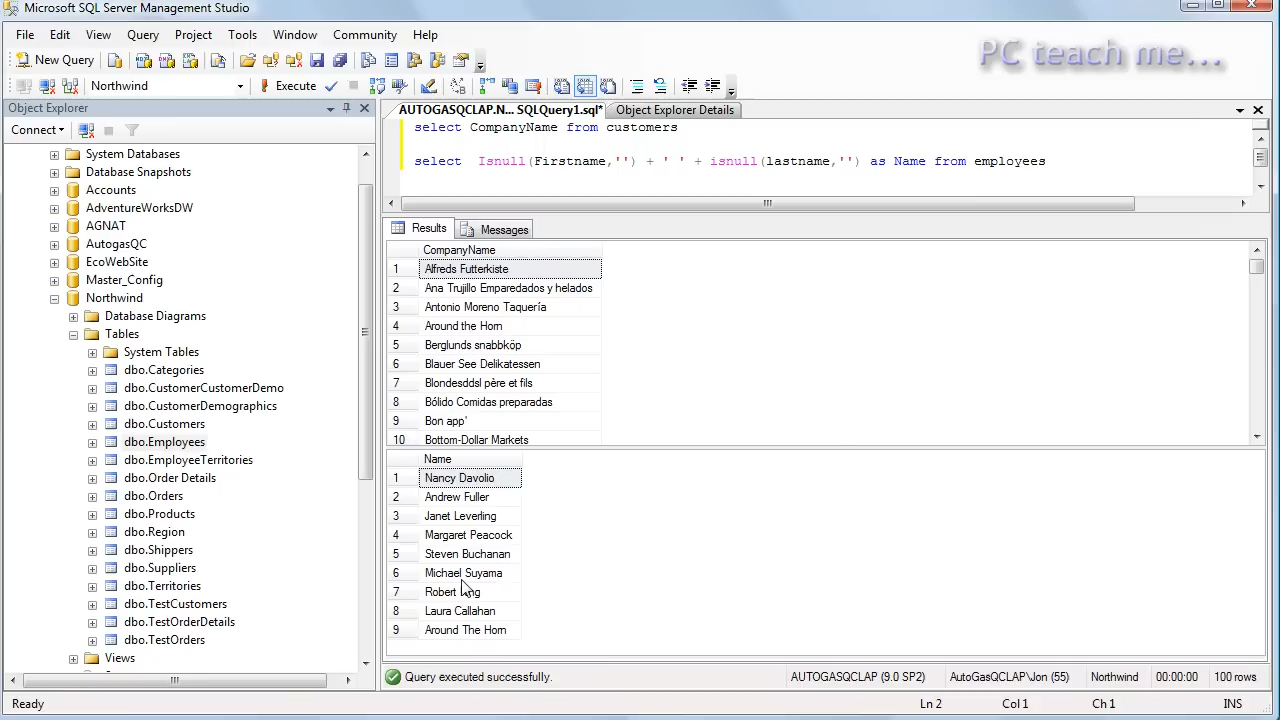 Microsoft SQL Server Management Studio
File Edit View Query Project Tools Window Community Help
PC teach me...
New Query
Northwind Execute
Object Explorer
AUTOGASQCLAP.N... SQLQuery1.sql* Object Explorer Details
Connect
select CompanyName from customers
select Isnull(Firstname,'') + ' ' + isnull(lastname,'') as Name from employees
System Databases
Database Snapshots
Accounts
AdventureWorksDW
AGNAT
AutogasQC
EcoWebSite
Master_Config
Northwind
Database Diagrams
Tables
System Tables
dbo.Categories
dbo.CustomerCustomerDemo
dbo.CustomerDemographics
dbo.Customers
dbo.Employees
dbo.EmployeeTerritories
dbo.Order Details
dbo.Orders
dbo.Products
dbo.Region
dbo.Shippers
dbo.Suppliers
dbo.Territories
dbo.TestCustomers
dbo.TestOrderDetails
dbo.TestOrders
Views
Results Messages
CompanyName
1 Alfreds Futterkiste
2 Ana Trujillo Emparedados y helados
3 Antonio Moreno Taquería
4 Around the Horn
5 Berglunds snabbköp
6 Blauer See Delikatessen
7 Blondesddsl père et fils
8 Bólido Comidas preparadas
9 Bon app'
10 Bottom-Dollar Markets
Name
1 Nancy Davolio
2 Andrew Fuller
3 Janet Leverling
4 Margaret Peacock
5 Steven Buchanan
6 Michael Suyama
7 Robert
8 Laura Callahan
9 Around The Horn
Query executed successfully. AUTOGASQCLAP (9.0 SP2) AutoGasQCLAP\Jon (55) Northwind 00:00:00 100 rows
Ready Ln 2 Col 1 Ch 1 INS